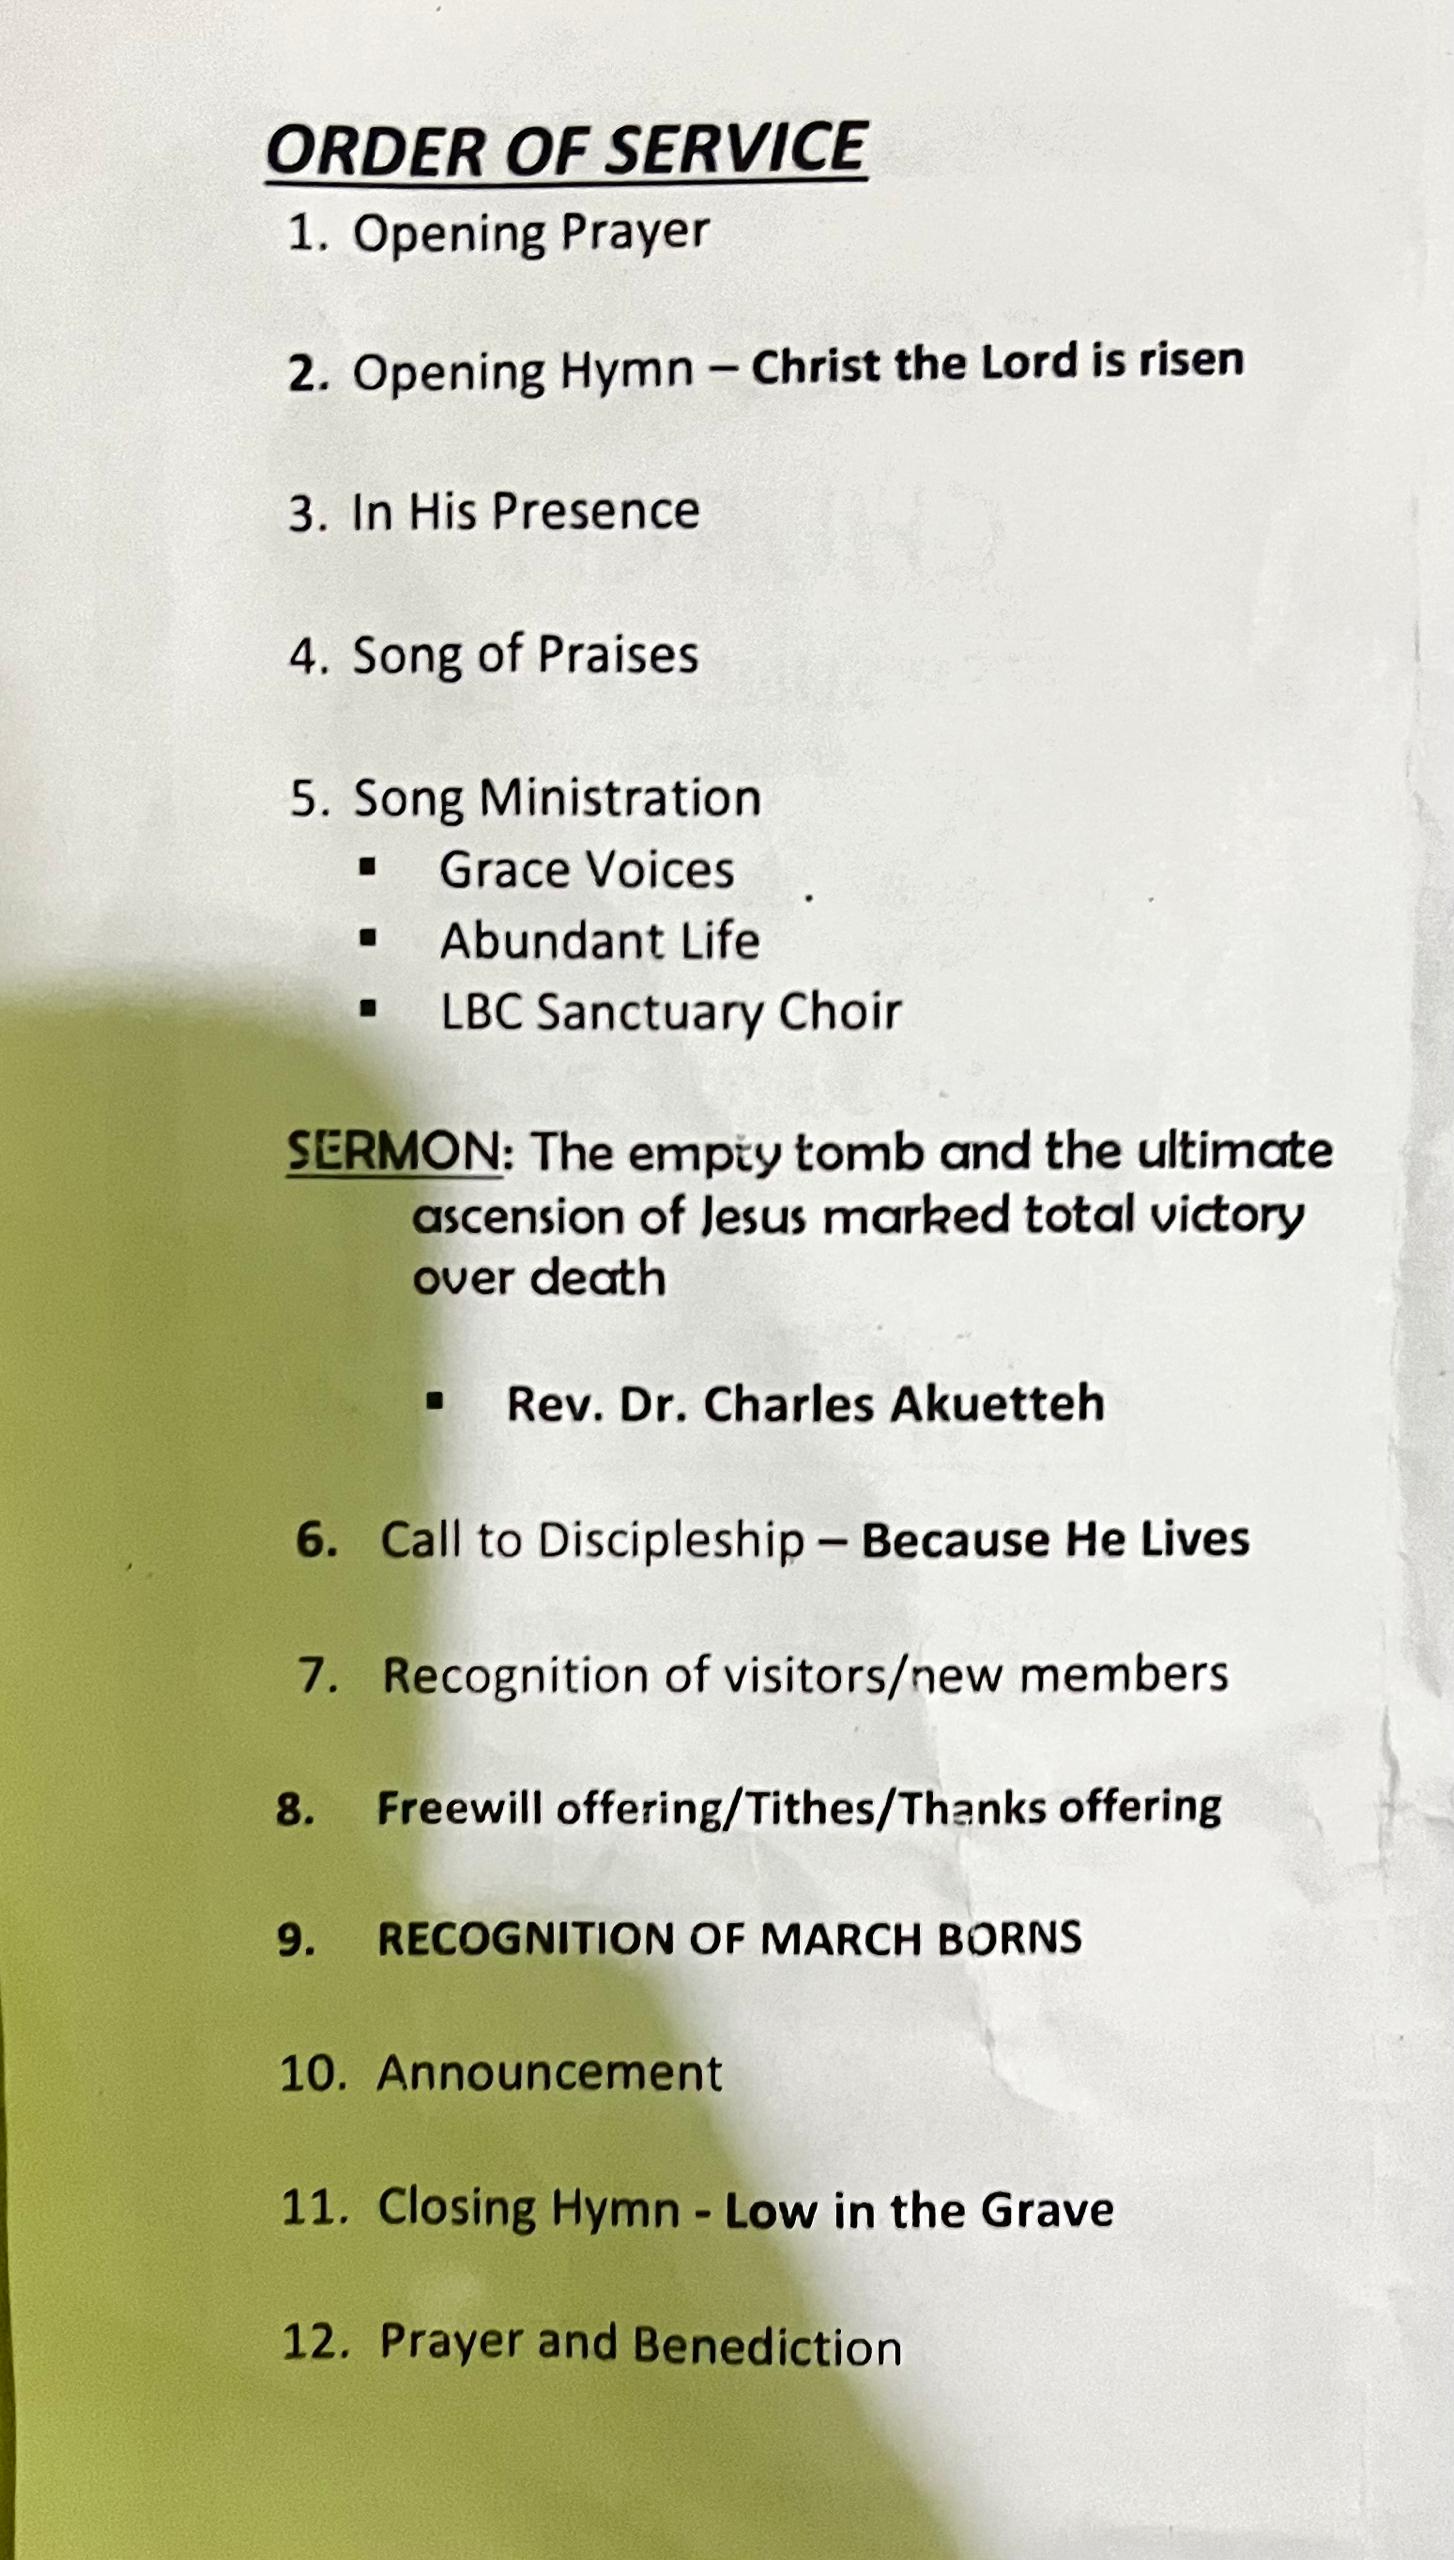 ORDER OF SERVICE
1. Opening Prayer
2. Opening Hymn – Christ the Lord is risen
3. In His Presence
4. Song of Praises
5. Song Ministration
▪ Grace Voices
▪ Abundant Life
▪ LBC Sanctuary Choir
SERMON: The empty tomb and the ultimate
ascension of Jesus marked total victory
over death
▪ Rev. Dr. Charles Akuetteh
6. Call to Discipleship – Because He Lives
7. Recognition of visitors/new members
8. Freewill offering/Tithes/Thanks offering
9. RECOGNITION OF MARCH BORNS
10. Announcement
11. Closing Hymn - Low in the Grave
12. Prayer and Benediction